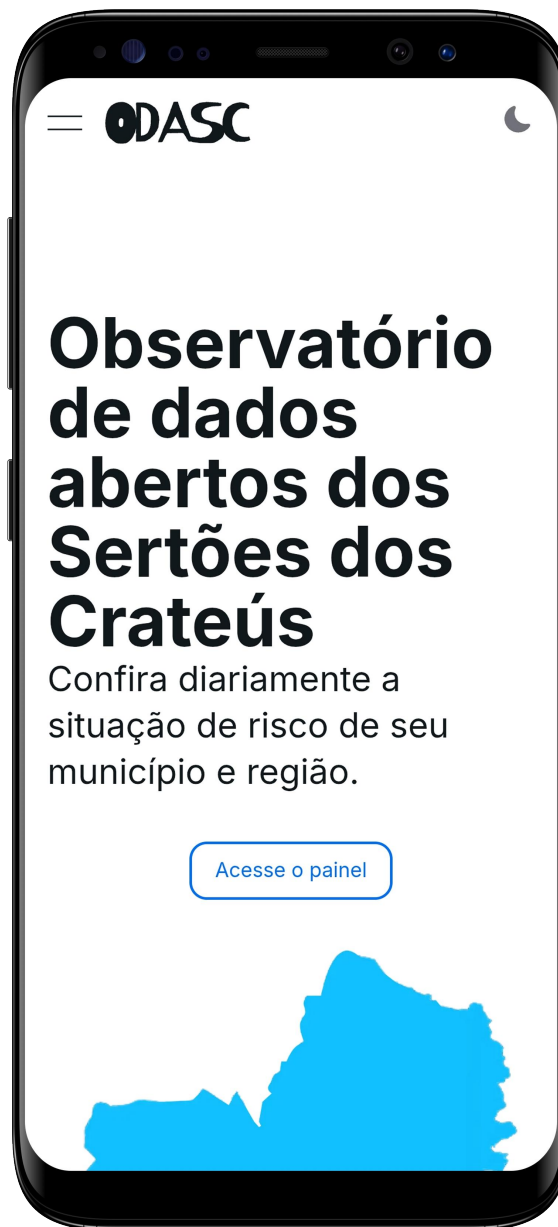 ODASC
Observatório
de dados
abertos dos
Sertões dos
Crateús
Confira diariamente a
situação de risco de seu
município e região.
Acesse o painel